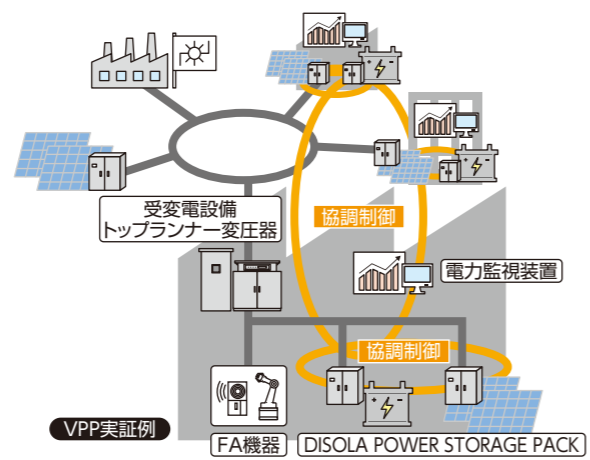 受変電設備
トップランナー変圧器
協調制御
電力監視装置
協調制御
VPP実証例
FA機器
DISOLA POWER STORAGE PACK